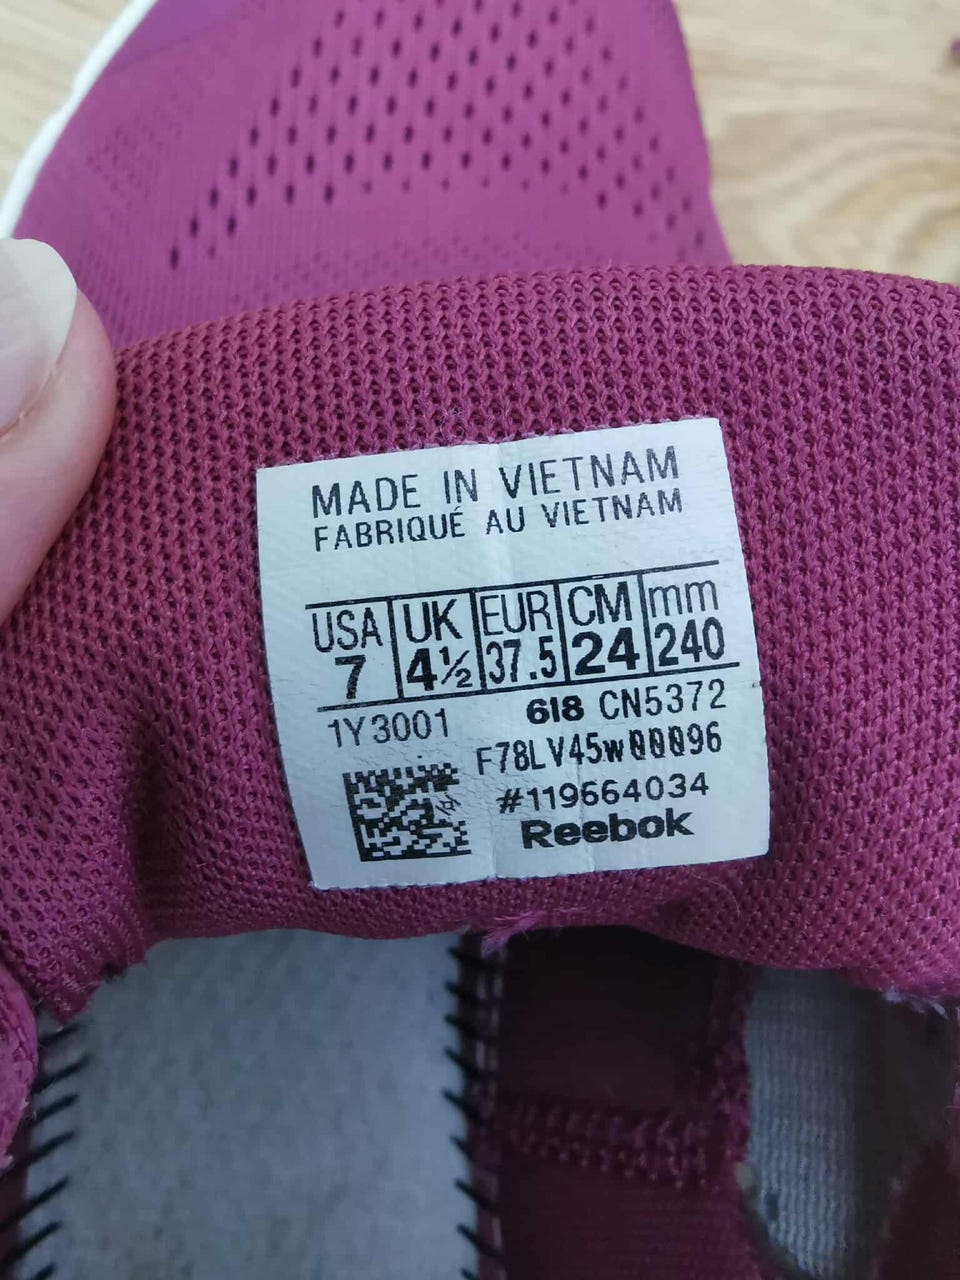 MADE IN VIETNAM
FABRIQUÉ AU VIETNAM
USA UK EUR CM mm
7 4½ 37.5 24 240
1Y3001 618 CN5372
F78LV45w00096
#119664034
Reebok